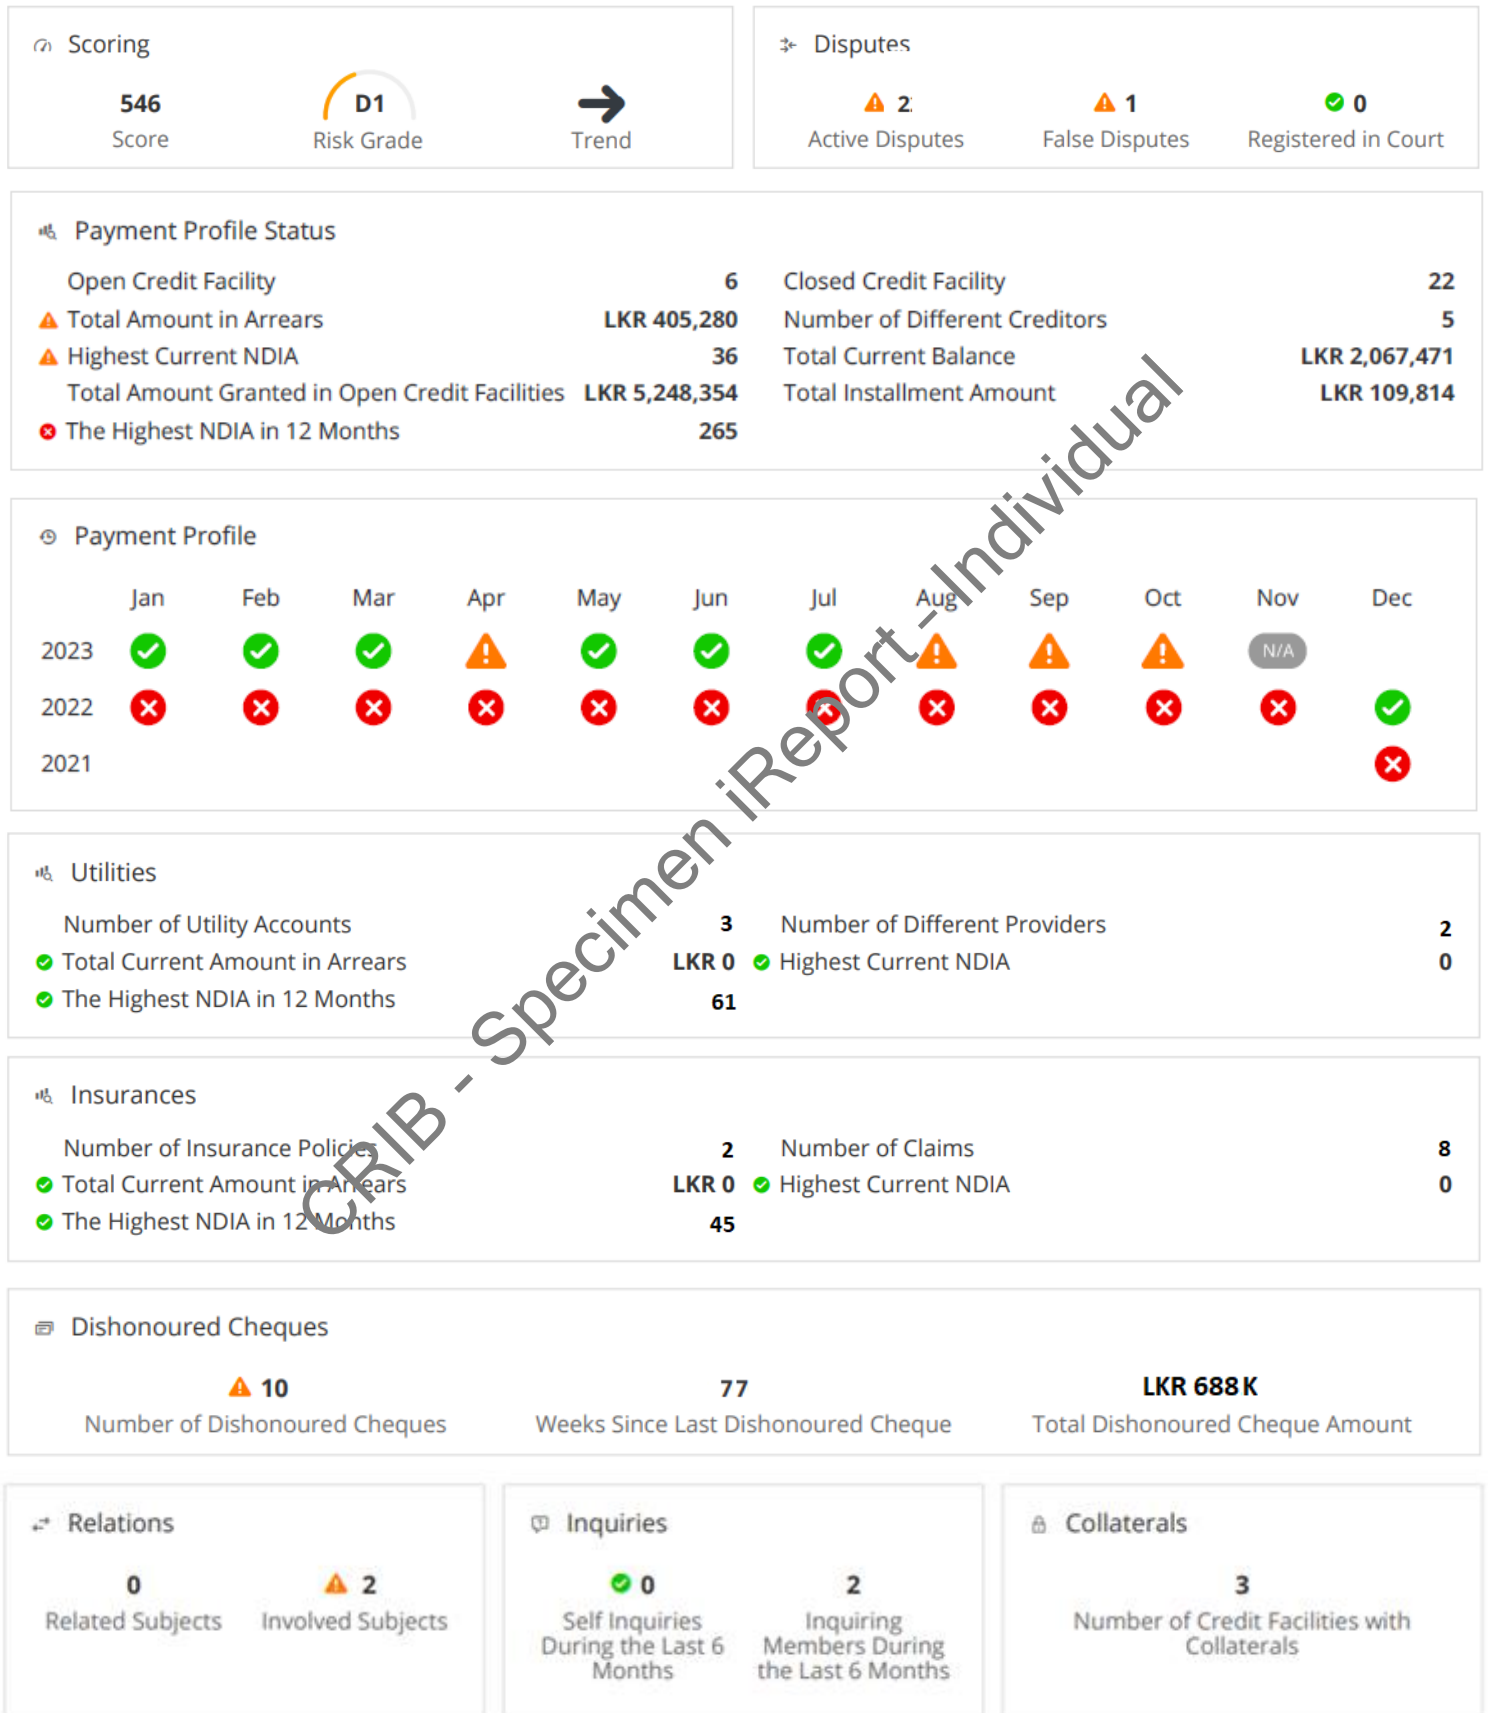 Scoring
546
Score
D1
Risk Grade
Trend
Disputes
2
Active Disputes
1
False Disputes
0
Registered in Court
Payment Profile Status
Open Credit Facility 6
Closed Credit Facility 22
Total Amount in Arrears LKR 405,280
Number of Different Creditors 5
Highest Current NDIA 36
Total Current Balance LKR 2,067,471
Total Amount Granted in Open Credit Facilities LKR 5,248,354
Total Installment Amount LKR 109,814
The Highest NDIA in 12 Months 265
Payment Profile
Jan Feb Mar Apr May Jun Jul Aug Sep Oct Nov Dec
2023 N/A
2022
2021
Utilities
Number of Utility Accounts 3
Number of Different Providers 2
Total Current Amount in Arrears LKR 0
Highest Current NDIA 0
The Highest NDIA in 12 Months 61
Insurances
Number of Insurance Policies 2
Number of Claims 8
Total Current Amount in Arrears LKR 0
Highest Current NDIA 0
The Highest NDIA in 12 Months 45
Dishonoured Cheques
10
Number of Dishonoured Cheques
77
Weeks Since Last Dishonoured Cheque
LKR 688 K
Total Dishonoured Cheque Amount
Relations
0
Related Subjects
2
Involved Subjects
Inquiries
0
Self Inquiries
During the Last 6
Months
2
Inquiring
Members During
the Last 6 Months
Collaterals
3
Number of Credit Facilities with
Collaterals
CRIB - Specimen iReport -Individual